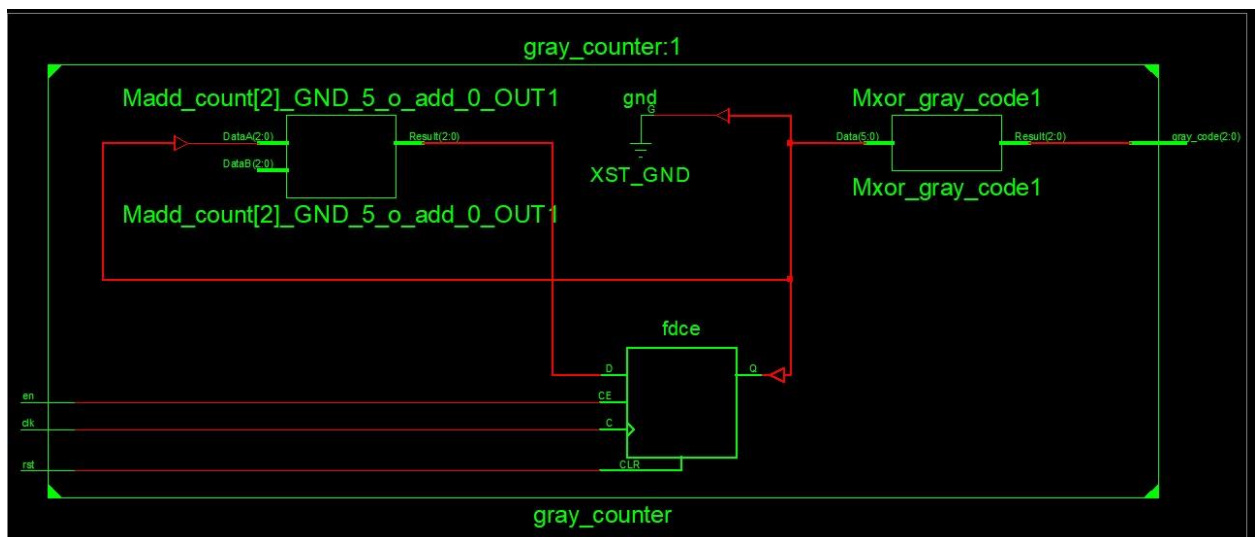 gray_counter:1
Madd_count[2]_GND_5_o_add_0_OUT1
gnd
Mxor_gray_code1
G
DataA(2:0)
Result(2:0)
Data(5:0)
Result(2:0)
gray_code(2:0)
DataB(2:0)
XST_GND
Mxor_gray_code1
Madd_count[2]_GND_5_o_add_0_OUT1
fdce
D
Q
en
CE
clk
C
rst
CLR
gray_counter